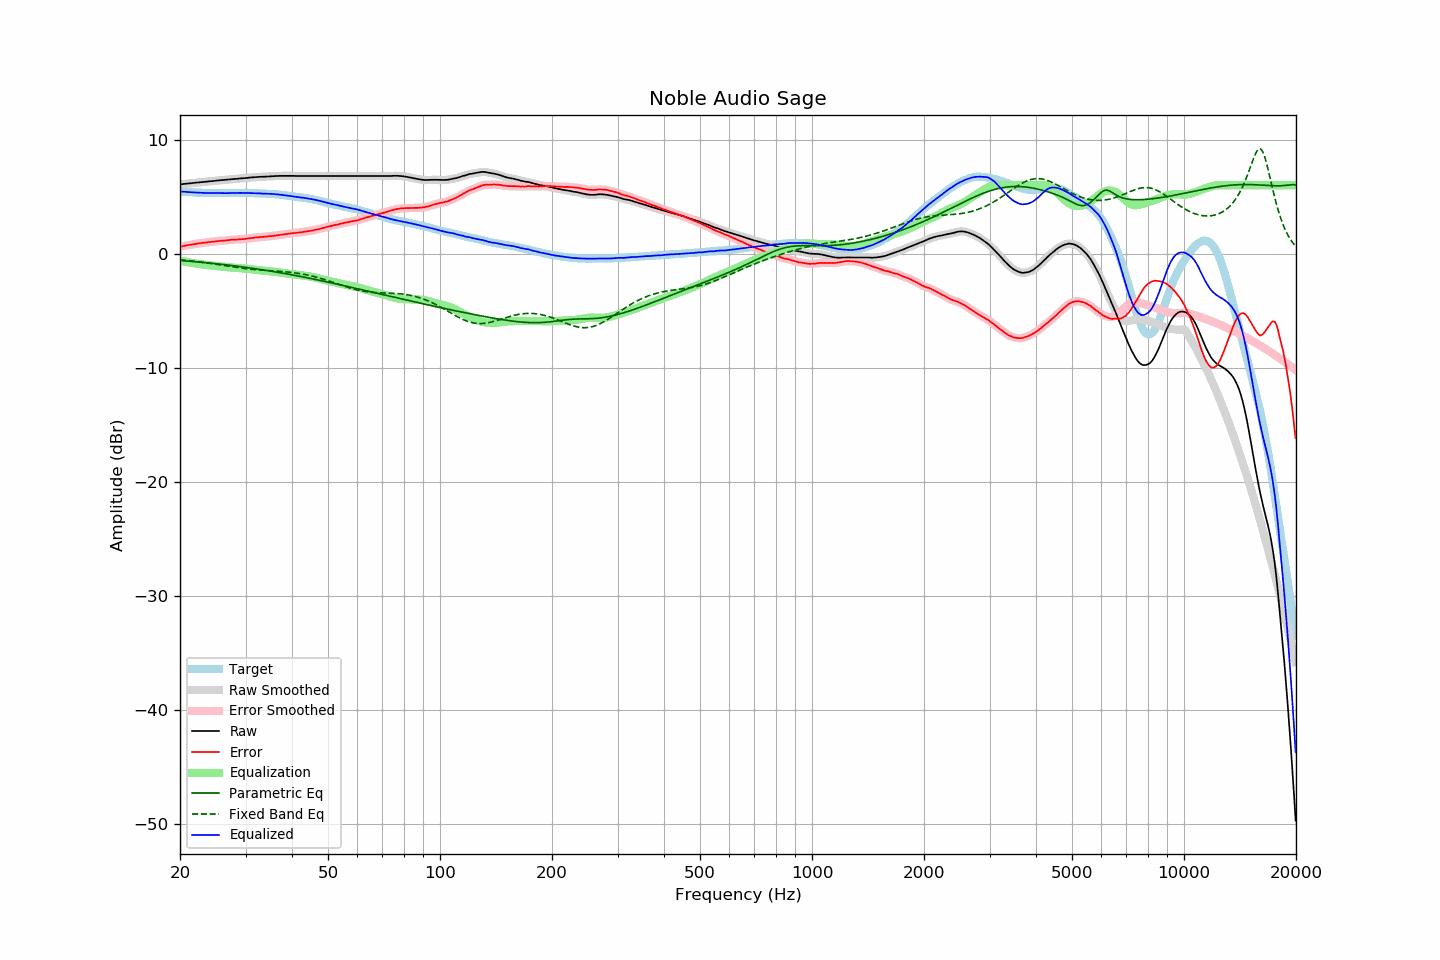 Noble Audio Sage
10
0
−10
−20
−30
−40
−50
Amplitude (dBr)
Target
Raw Smoothed
Error Smoothed
Raw
Error
Equalization
Parametric Eq
Fixed Band Eq
Equalized
20 50 100 200 500 1000 2000 5000 10000 20000
Frequency (Hz)